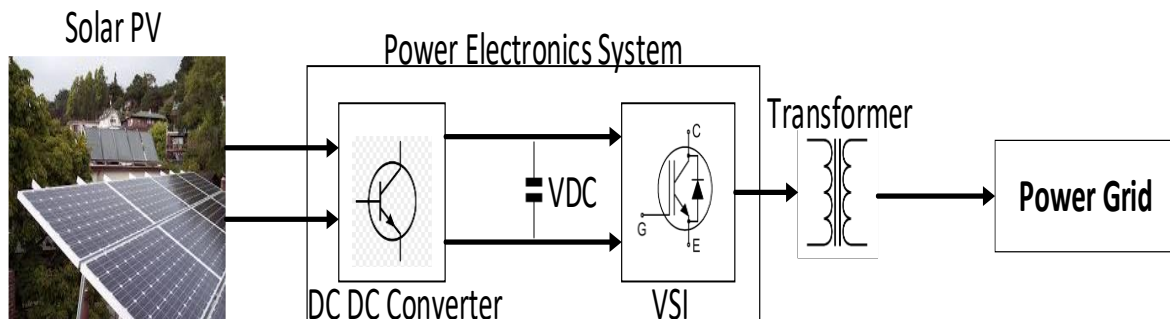 Solar PV
Power Electronics System
Transformer
C
VDC
G
E
Power Grid
DC DC Converter
VSI